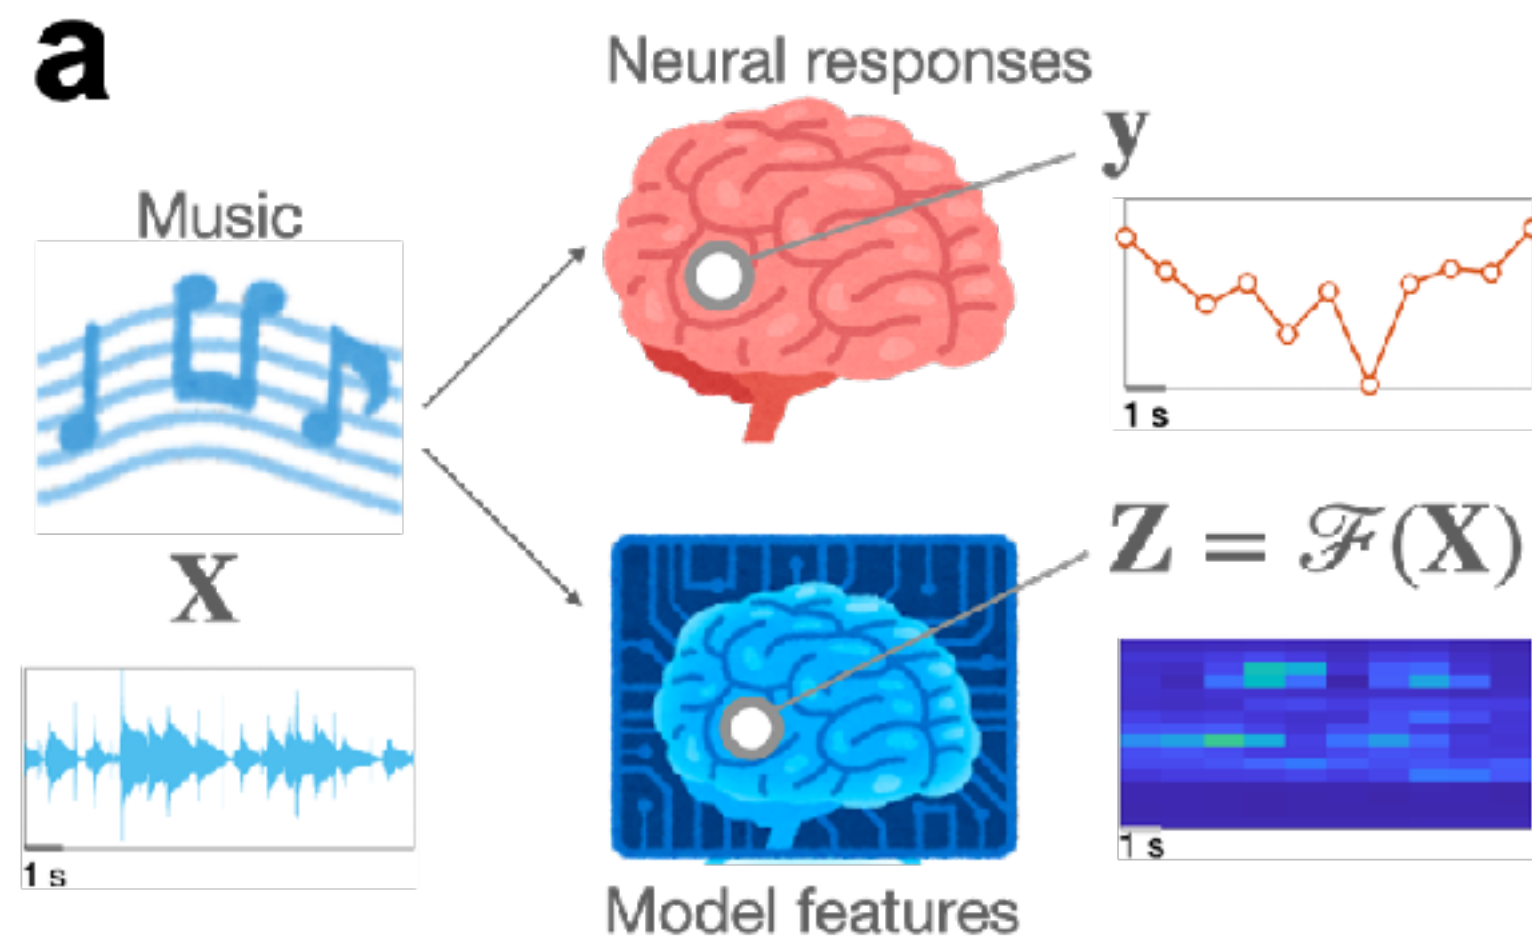 a
Music
X
1 s
Neural responses
y
1 s
Z = ℱ(X)
1 s
Model features